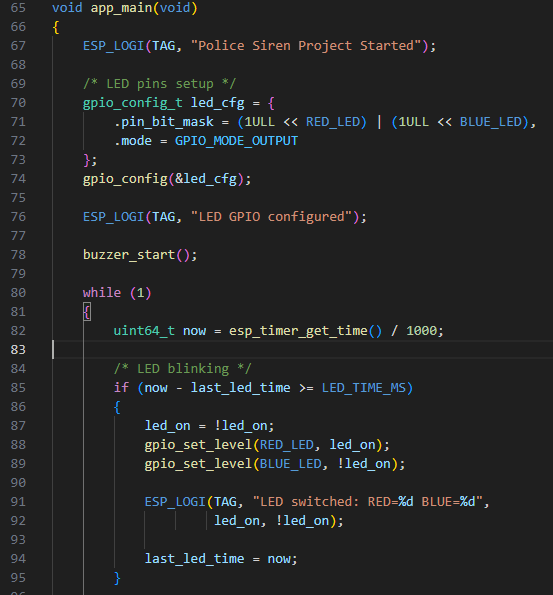 65 void app_main(void)
66 {
67     ESP_LOGI(TAG, "Police Siren Project Started");
68
69     /* LED pins setup */
70     gpio_config_t led_cfg = {
71         .pin_bit_mask = (1ULL << RED_LED) | (1ULL << BLUE_LED),
72         .mode = GPIO_MODE_OUTPUT
73     };
74     gpio_config(&led_cfg);
75
76     ESP_LOGI(TAG, "LED GPIO configured");
77
78     buzzer_start();
79
80     while (1)
81     {
82         uint64_t now = esp_timer_get_time() / 1000;
83
84         /* LED blinking */
85         if (now - last_led_time >= LED_TIME_MS)
86         {
87             led_on = !led_on;
88             gpio_set_level(RED_LED, led_on);
89             gpio_set_level(BLUE_LED, !led_on);
90
91             ESP_LOGI(TAG, "LED switched: RED=%d BLUE=%d",
92                      led_on, !led_on);
93
94             last_led_time = now;
95         }